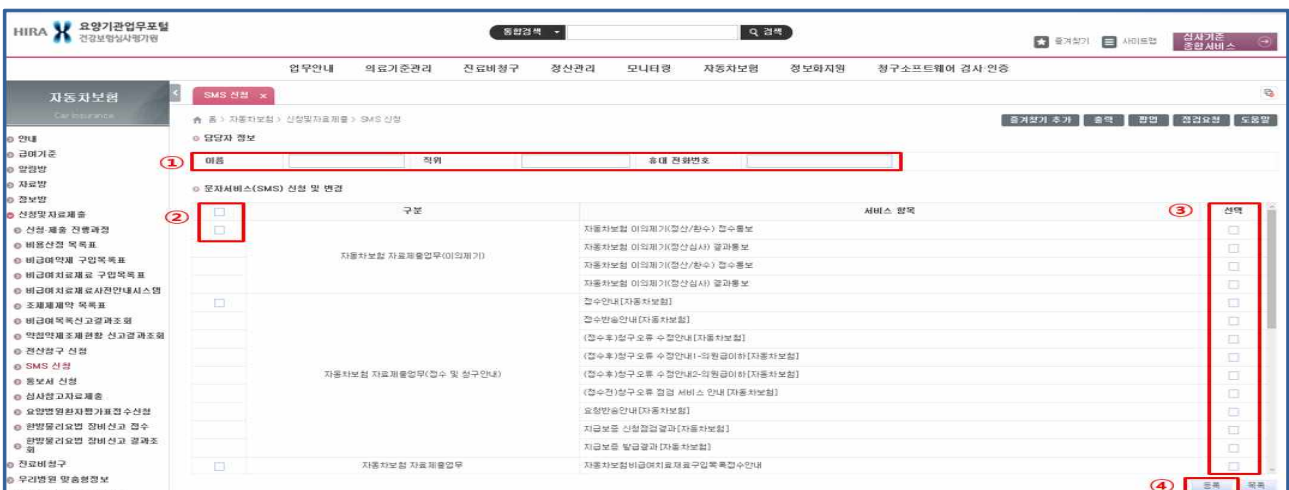 HIRA 요양기관업무포털
건강보험심사평가원
통합검색
검색
즐겨찾기
사이트맵
심사기준
종합서비스
업무안내 의료기준관리 진료비청구 정산관리 모니터링 자동차보험 정보화지원 청구소프트웨어 검사·인증
자동차보험
Car insurance
SMS 신청 ×
홈 > 자동차보험 > 신청및자료제출 > SMS 신청
즐겨찾기 추가 출력 팝업 점검요청 도움말
안내
급여기준
알림방
자료방
정보방
신청및자료제출
신청·제출 진행과정
비용산정 목록표
비급여약제 구입목록표
비급여치료재료 구입목록표
비급여치료재료사전안내시스템
조제제제약 목록표
비급여목록신고결과조회
약침약제조제현황 신고결과조회
전산청구 신청
SMS 신청
통보서 신청
심사참고자료제출
요양병원환자평가표접수신청
한방물리요법 장비신고 접수
한방물리요법 장비신고 결과조
회
진료비청구
우리병원 맞춤형정보
담당자 정보
① 이름 직위 휴대 전화번호
문자서비스(SMS) 신청 및 변경
② 구분 서비스 항목 ③ 선택
자동차보험 자료제출업무(이의제기)
자동차보험 이의제기(정산/환수) 접수통보
자동차보험 이의제기(정산심사) 결과통보
자동차보험 이의제기(정산/환수) 접수통보
자동차보험 이의제기(정산심사) 결과통보
자동차보험 자료제출업무(접수 및 청구안내)
접수안내[자동차보험]
접수반송안내[자동차보험]
(접수후)청구오류 수정안내[자동차보험]
(접수후)청구오류 수정안내1-의원급이하[자동차보험]
(접수후)청구오류 수정안내2-의원급이하[자동차보험]
(접수전)청구오류 점검 서비스 안내[자동차보험]
요청반송안내[자동차보험]
지급보증 신청점검결과[자동차보험]
지급보증 발급결과[자동차보험]
자동차보험 자료제출업무 자동차보험비급여치료재료구입목록접수안내
④ 등록 목록